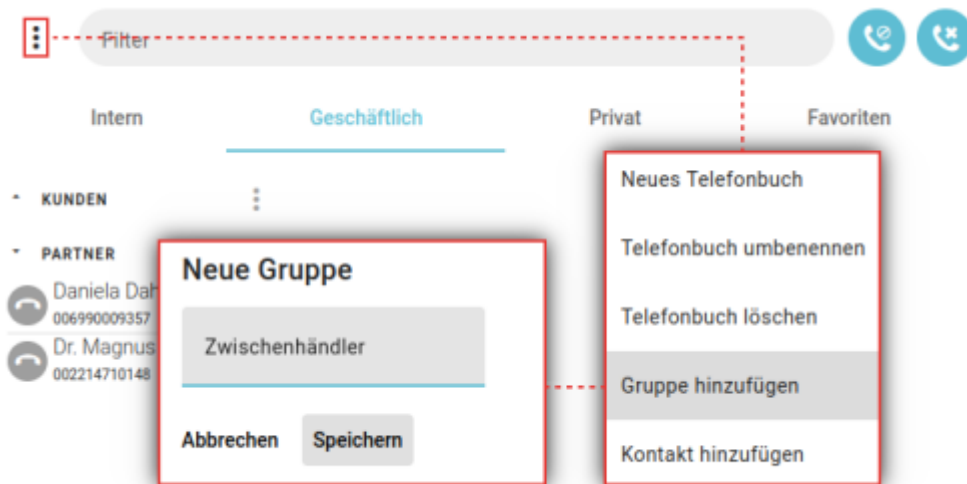 Filter
Intern Geschäftlich Privat Favoriten
KUNDEN
PARTNER
Daniela Dah
006990009357
Dr. Magnus
002214710148
Neue Gruppe
Zwischenhändler
Abbrechen Speichern
Neues Telefonbuch
Telefonbuch umbenennen
Telefonbuch löschen
Gruppe hinzufügen
Kontakt hinzufügen